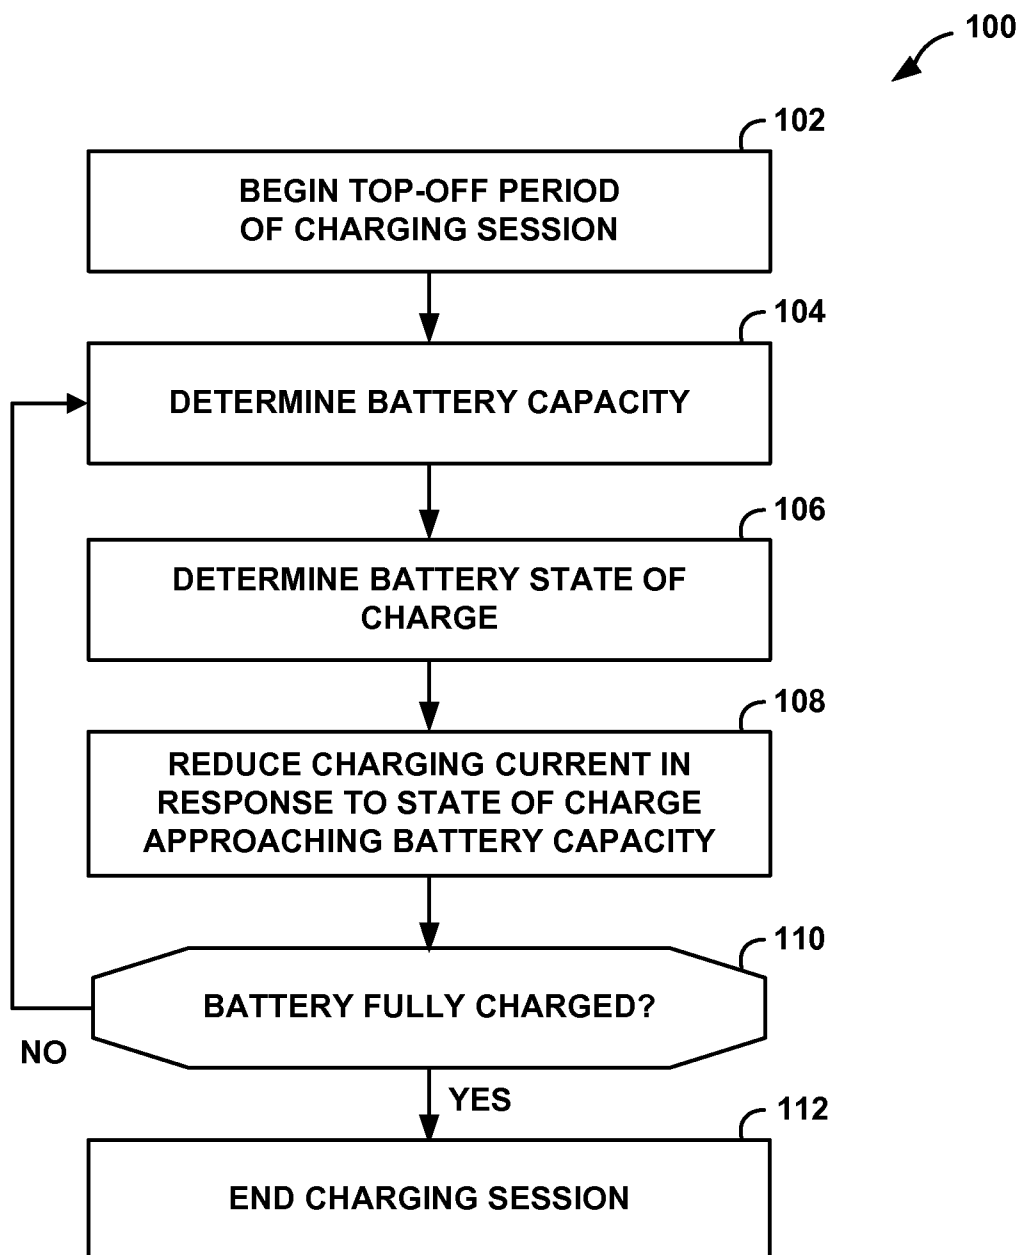 100
102
BEGIN TOP-OFF PERIOD
OF CHARGING SESSION
104
DETERMINE BATTERY CAPACITY
106
DETERMINE BATTERY STATE OF
CHARGE
108
REDUCE CHARGING CURRENT IN
RESPONSE TO STATE OF CHARGE
APPROACHING BATTERY CAPACITY
110
BATTERY FULLY CHARGED?
NO
YES
112
END CHARGING SESSION